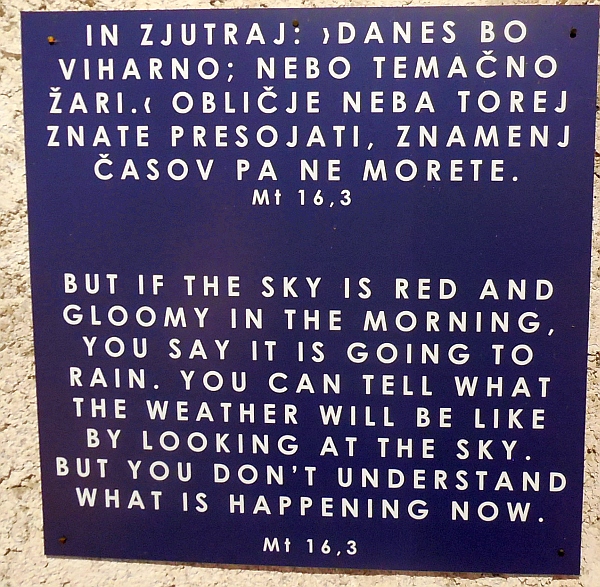 IN ZJUTRAJ: ›DANES BO
VIHARNO; NEBO TEMAČNO
ŽARI.‹ OBLIČJE NEBA TOREJ
ZNATE PRESOJATI, ZNAMENJ
ČASOV PA NE MORETE.
Mt 16,3
BUT IF THE SKY IS RED AND
GLOOMY IN THE MORNING,
YOU SAY IT IS GOING TO
RAIN. YOU CAN TELL WHAT
THE WEATHER WILL BE LIKE
BY LOOKING AT THE SKY.
BUT YOU DON'T UNDERSTAND
WHAT IS HAPPENING NOW.
Mt 16,3